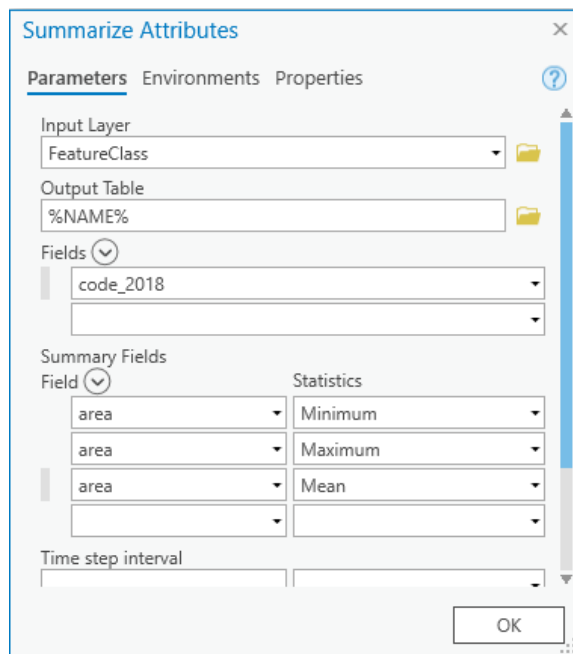 Summarize Attributes
Parameters Environments Properties
Input Layer
FeatureClass
Output Table
%NAME%
Fields
code_2018
Summary Fields
Field Statistics
area Minimum
area Maximum
area Mean
Time step interval
OK